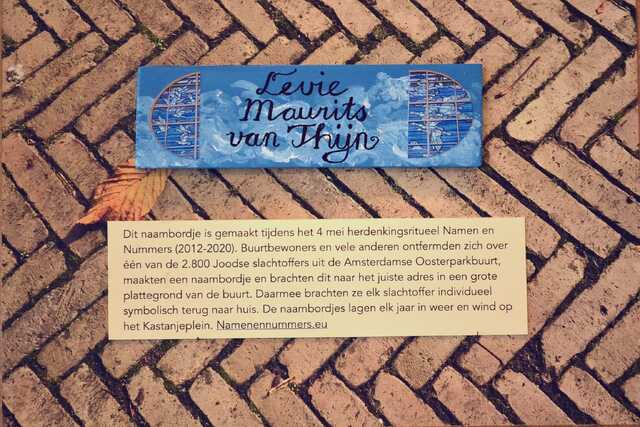 Levie
Maurits
van Thijn
Dit naambordje is gemaakt tijdens het 4 mei herdenkingsritueel Namen en
Nummers (2012-2020). Buurtbewoners en vele anderen ontfermden zich over
één van de 2.800 Joodse slachtoffers uit de Amsterdamse Oosterparkbuurt,
maakten een naambordje en brachten dit naar het juiste adres in een grote
plattegrond van de buurt. Daarmee brachten ze elk slachtoffer individueel
symbolisch terug naar huis. De naambordjes lagen elk jaar in weer en wind op
het Kastanjeplein. Namenennummers.eu